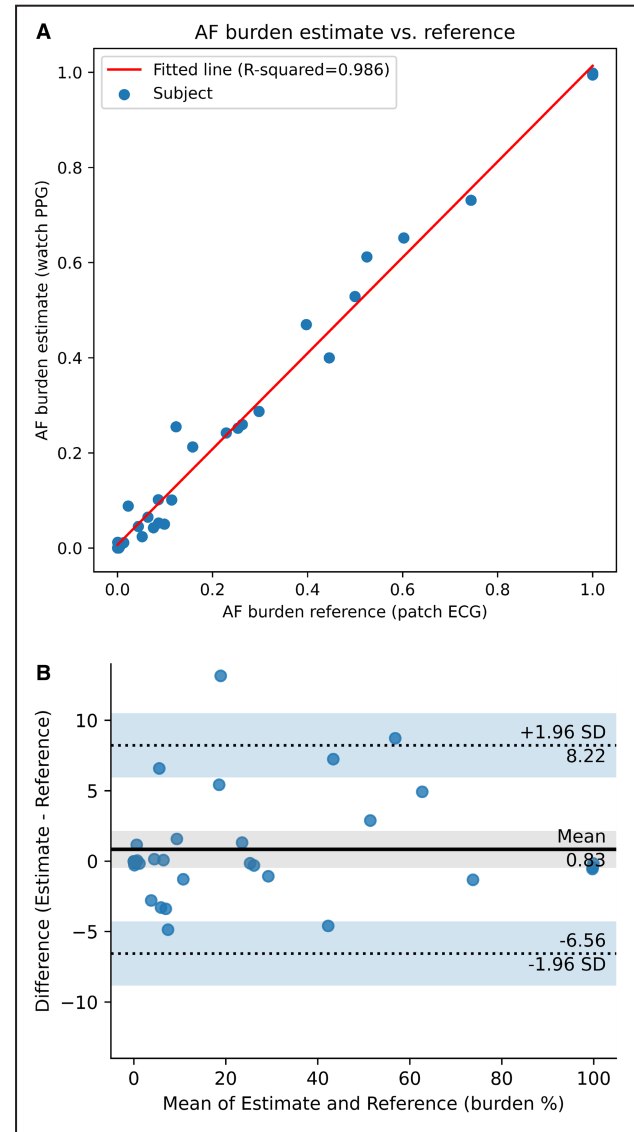 A
AF burden estimate vs. reference
Fitted line (R-squared=0.986)
Subject
AF burden estimate (watch PPG)
1.0
0.8
0.6
0.4
0.2
0.0
0.0 0.2 0.4 0.6 0.8 1.0
AF burden reference (patch ECG)
B
Difference (Estimate - Reference)
10
5
0
−5
−10
+1.96 SD
8.22
Mean
0.83
-6.56
-1.96 SD
0 20 40 60 80 100
Mean of Estimate and Reference (burden %)